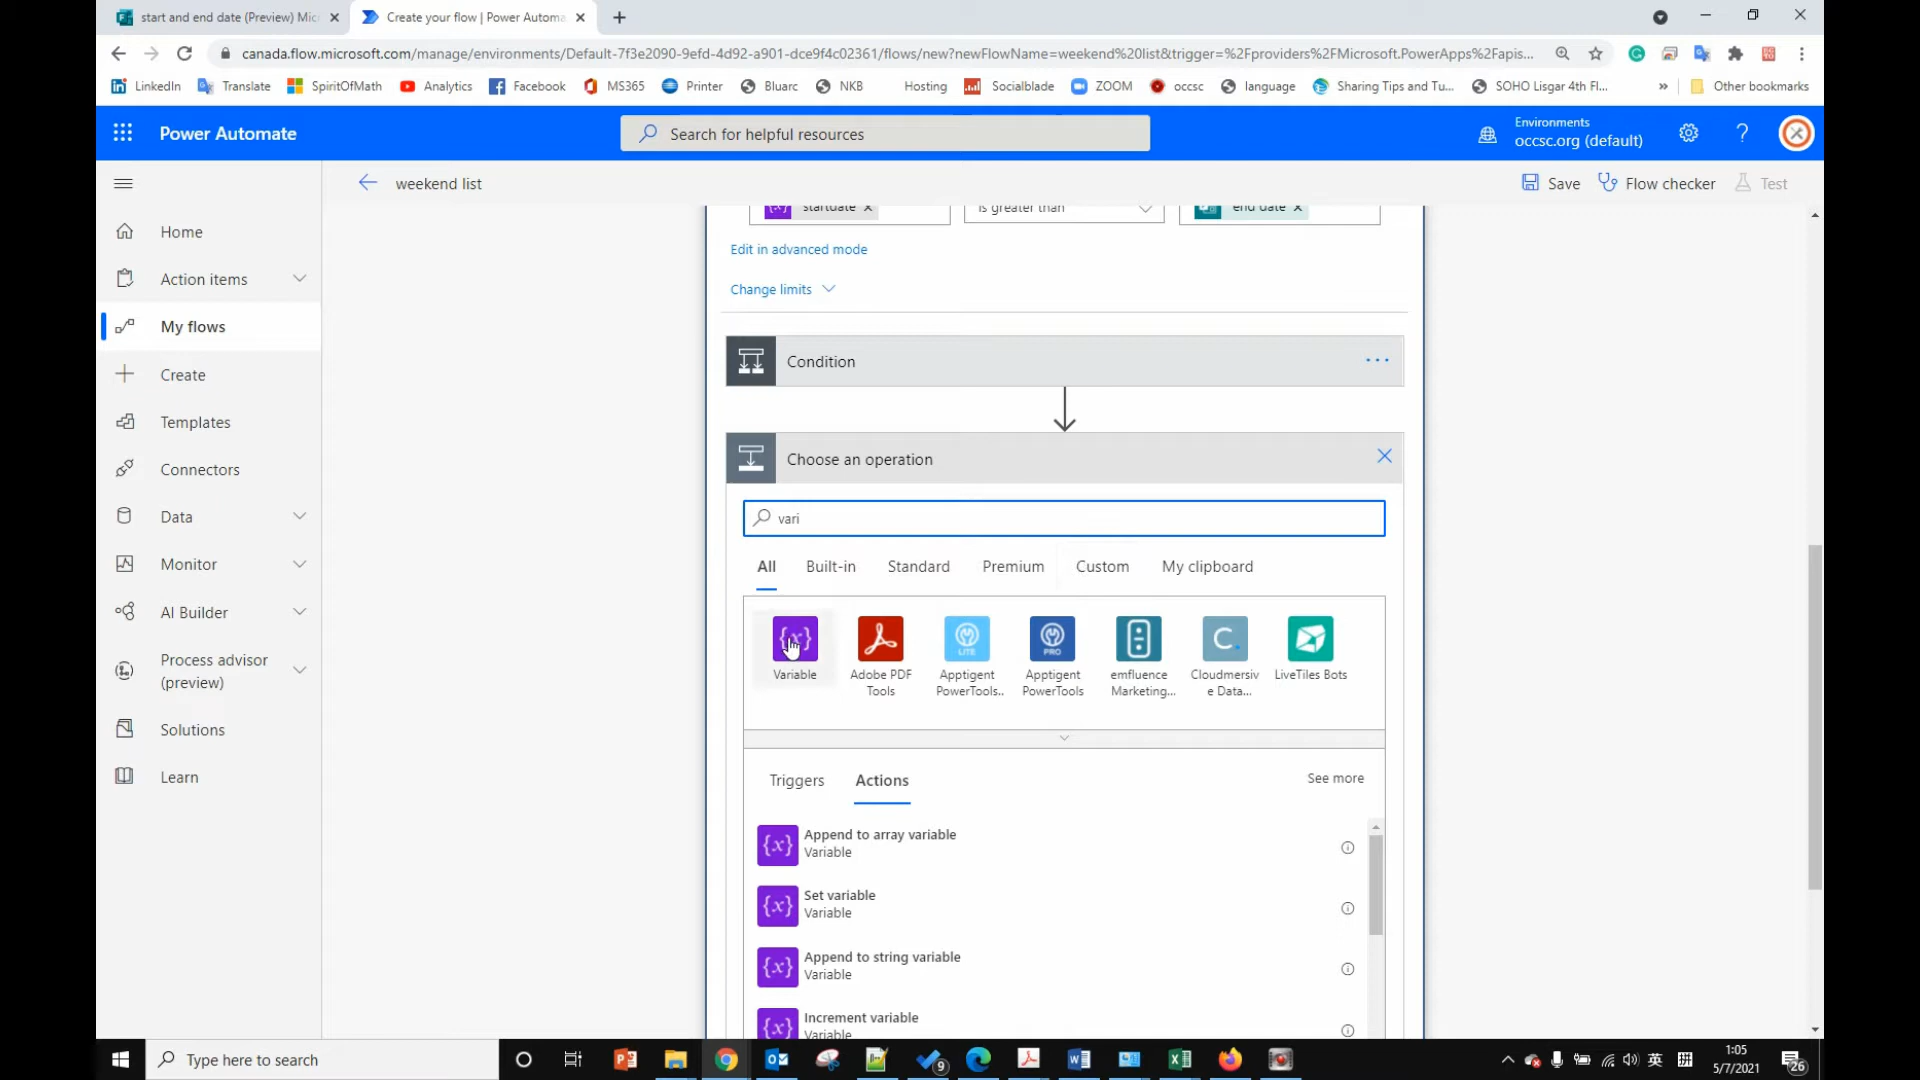 start and end date (Preview) Mic
Create your flow | Power Automa
canada.flow.microsoft.com/manage/environments/Default-7f3e2090-9efd-4d92-a901-dce9f4c02361/flows/new?newFlowName=weekend%20list&trigger=%2Fproviders%2FMicrosoft.PowerApps%2Fapis...
LinkedIn
Translate
SpiritOfMath
Analytics
Facebook
MS365
Printer
Bluarc
NKB
Hosting
Socialblade
ZOOM
occsc
language
Sharing Tips and Tu...
SOHO Lisgar 4th Fl...
»
Other bookmarks
Power Automate
Search for helpful resources
Environments
occsc.org (default)
weekend list
Save
Flow checker
Test
Home
Action items
My flows
Create
Templates
Connectors
Data
Monitor
AI Builder
Process advisor
(preview)
Solutions
Learn
{x} startdate ×
is greater than
end date ×
Edit in advanced mode
Change limits
Condition
...
Choose an operation
vari
All
Built-in
Standard
Premium
Custom
My clipboard
{x}
LITE
PRO
C.
Variable
Adobe PDF
Tools
Apptigent
PowerTools..
Apptigent
PowerTools
emfluence
Marketing...
Cloudmersiv
e Data...
LiveTiles Bots
Triggers
Actions
See more
{x} Append to array variable
Variable
{x} Set variable
Variable
{x} Append to string variable
Variable
{x} Increment variable
Variable
Type here to search
9
英
1:05
5/7/2021
26